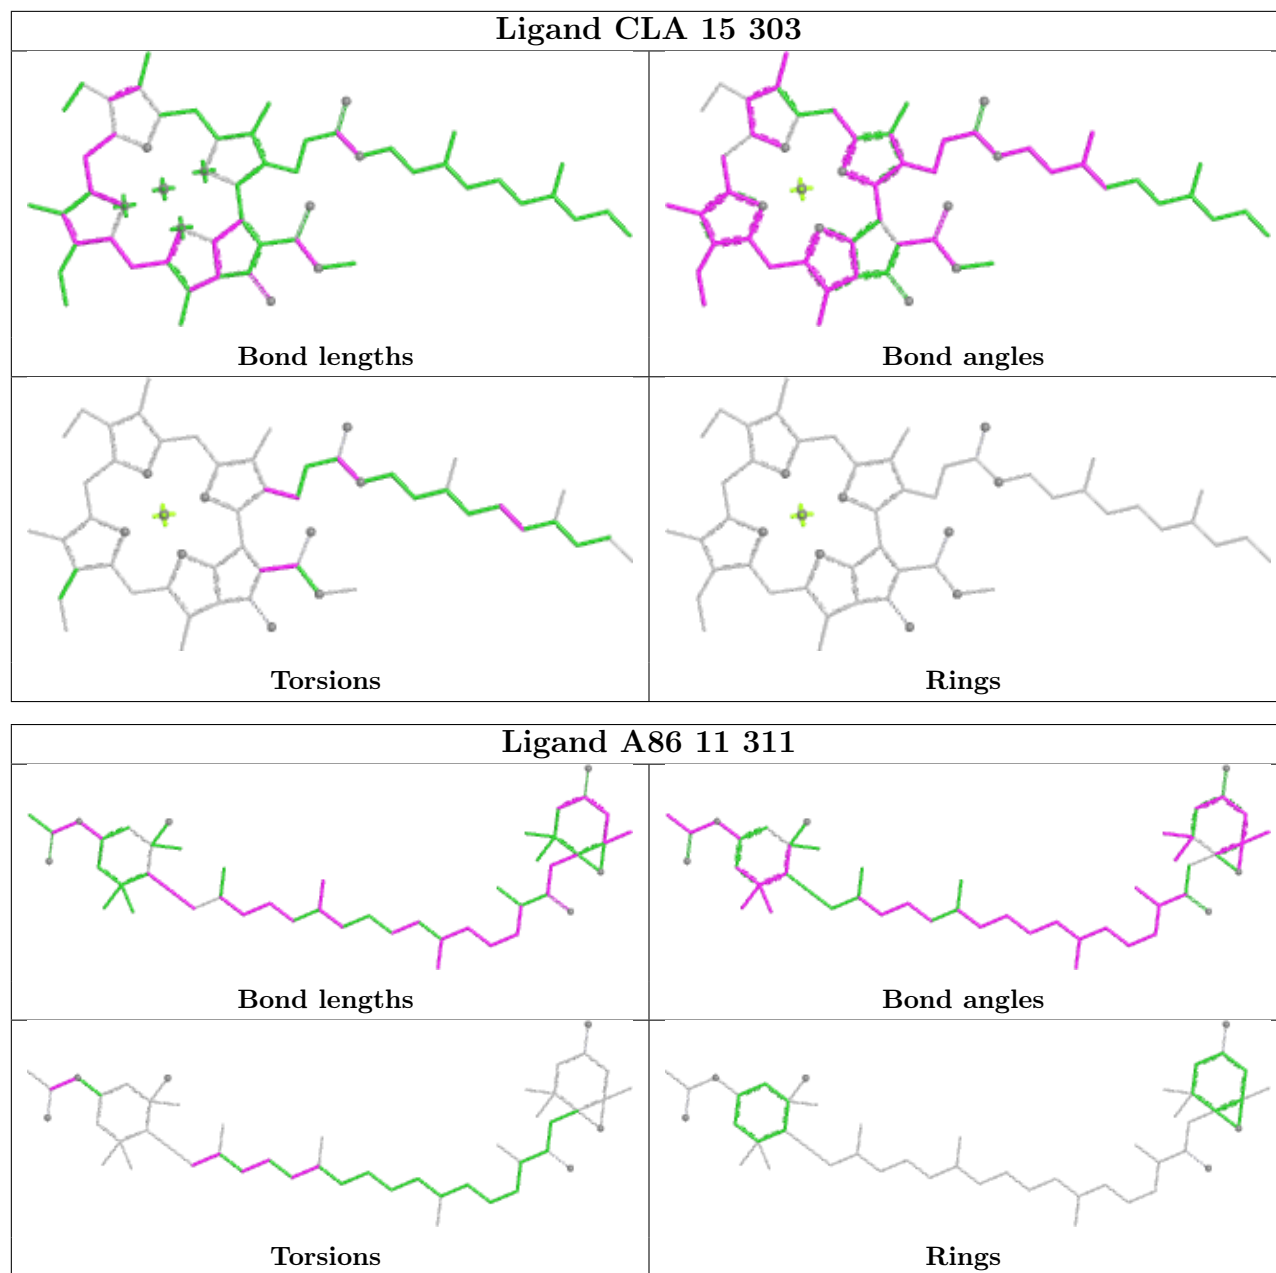 Ligand CLA 15 303
Bond lengths
Bond angles
Torsions
Rings
Ligand A86 11 311
Bond lengths
Bond angles
Torsions
Rings